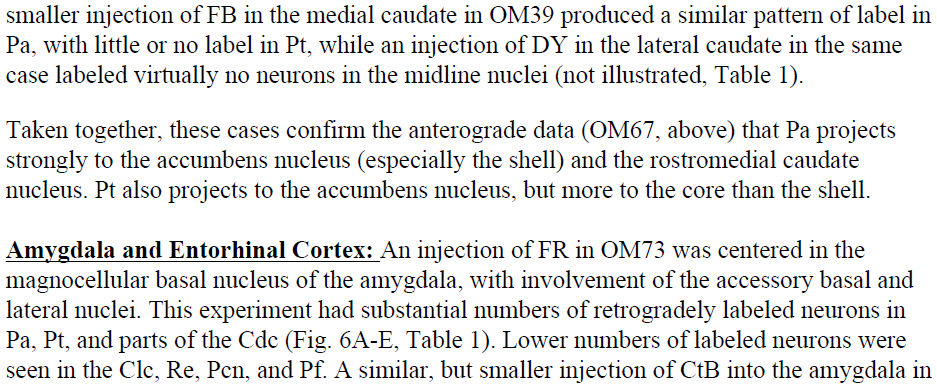 smaller injection of FB in the medial caudate in OM39 produced a similar pattern of label in
Pa, with little or no label in Pt, while an injection of DY in the lateral caudate in the same
case labeled virtually no neurons in the midline nuclei (not illustrated, Table 1).
Taken together, these cases confirm the anterograde data (OM67, above) that Pa projects
strongly to the accumbens nucleus (especially the shell) and the rostromedial caudate
nucleus. Pt also projects to the accumbens nucleus, but more to the core than the shell.
Amygdala and Entorhinal Cortex: An injection of FR in OM73 was centered in the
magnocellular basal nucleus of the amygdala, with involvement of the accessory basal and
lateral nuclei. This experiment had substantial numbers of retrogradely labeled neurons in
Pa, Pt, and parts of the Cdc (Fig. 6A-E, Table 1). Lower numbers of labeled neurons were
seen in the Clc, Re, Pcn, and Pf. A similar, but smaller injection of CtB into the amygdala in